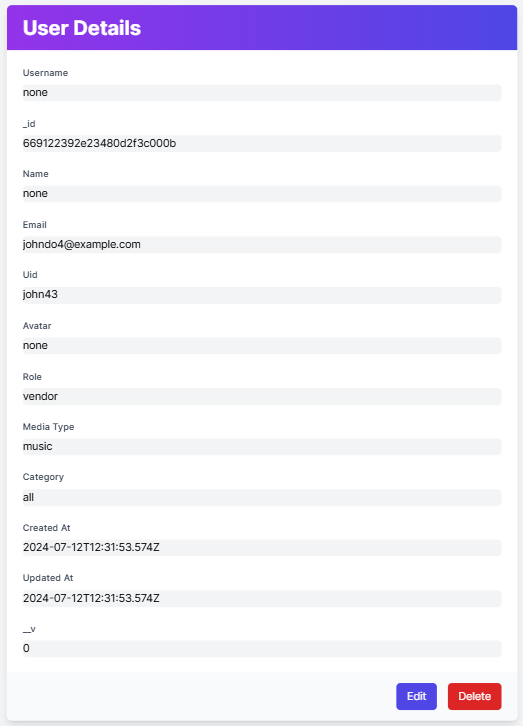 User Details
Username
none
_id
669122392e23480d2f3c000b
Name
none
Email
johndo4@example.com
Uid
john43
Avatar
none
Role
vendor
Media Type
music
Category
all
Created At
2024-07-12T12:31:53.574Z
Updated At
2024-07-12T12:31:53.574Z
__v
0
Edit Delete